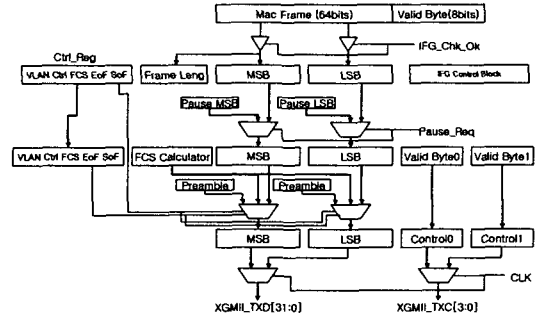 Mac Frame (64bits) Valid Byte(8bits)
IFG_Chk_Ok
Ctrl_Reg
VLAN Ctrl FCS EoF SoF Frame Leng MSB LSB IFG Control Block
Pause MSB Pause LSB
Pause_Req
VLAN Ctrl FCS EoF SoF FCS Calculator MSB LSB Valid Byte0 Valid Byte1
Preamble Preamble
MSB LSB Control0 Control1
CLK
XGMII_TXD[31:0] XGMII_TXC[3:0]